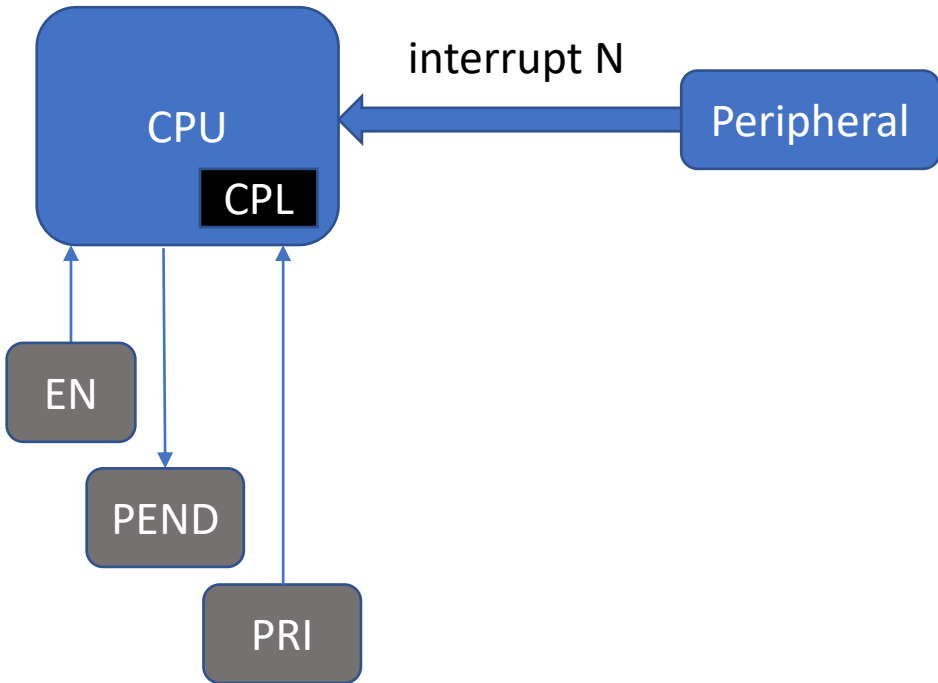 interrupt N
CPU
Peripheral
CPL
EN
PEND
PRI